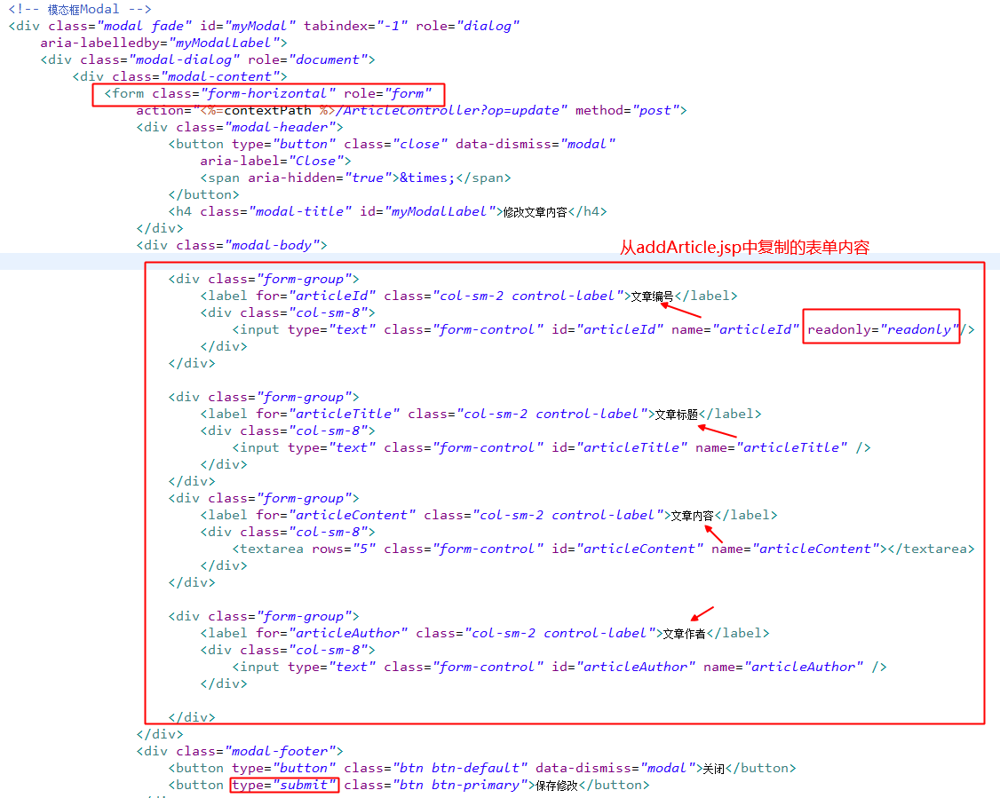 <!-- 模态框Modal -->
<div class="modal fade" id="myModal" tabindex="-1" role="dialog"
aria-labelledby="myModalLabel">
<div class="modal-dialog" role="document">
<div class="modal-content">
<form class="form-horizontal" role="form"
action="<%=contextPath %>/ArticleController?op=update" method="post">
<div class="modal-header">
<button type="button" class="close" data-dismiss="modal"
aria-label="Close">
<span aria-hidden="true">&times;</span>
</button>
<h4 class="modal-title" id="myModalLabel">修改文章内容</h4>
</div>
<div class="modal-body">
从addArticle.jsp中复制的表单内容
<div class="form-group">
<label for="articleId" class="col-sm-2 control-label">文章编号</label>
<div class="col-sm-8">
<input type="text" class="form-control" id="articleId" name="articleId" readonly="readonly"/>
</div>
</div>
<div class="form-group">
<label for="articleTitle" class="col-sm-2 control-label">文章标题</label>
<div class="col-sm-8">
<input type="text" class="form-control" id="articleTitle" name="articleTitle" />
</div>
</div>
<div class="form-group">
<label for="articleContent" class="col-sm-2 control-label">文章内容</label>
<div class="col-sm-8">
<textarea rows="5" class="form-control" id="articleContent" name="articleContent"></textarea>
</div>
</div>
<div class="form-group">
<label for="articleAuthor" class="col-sm-2 control-label">文章作者</label>
<div class="col-sm-8">
<input type="text" class="form-control" id="articleAuthor" name="articleAuthor" />
</div>
</div>
</div>
<div class="modal-footer">
<button type="button" class="btn btn-default" data-dismiss="modal">关闭</button>
<button type="submit" class="btn btn-primary">保存修改</button>